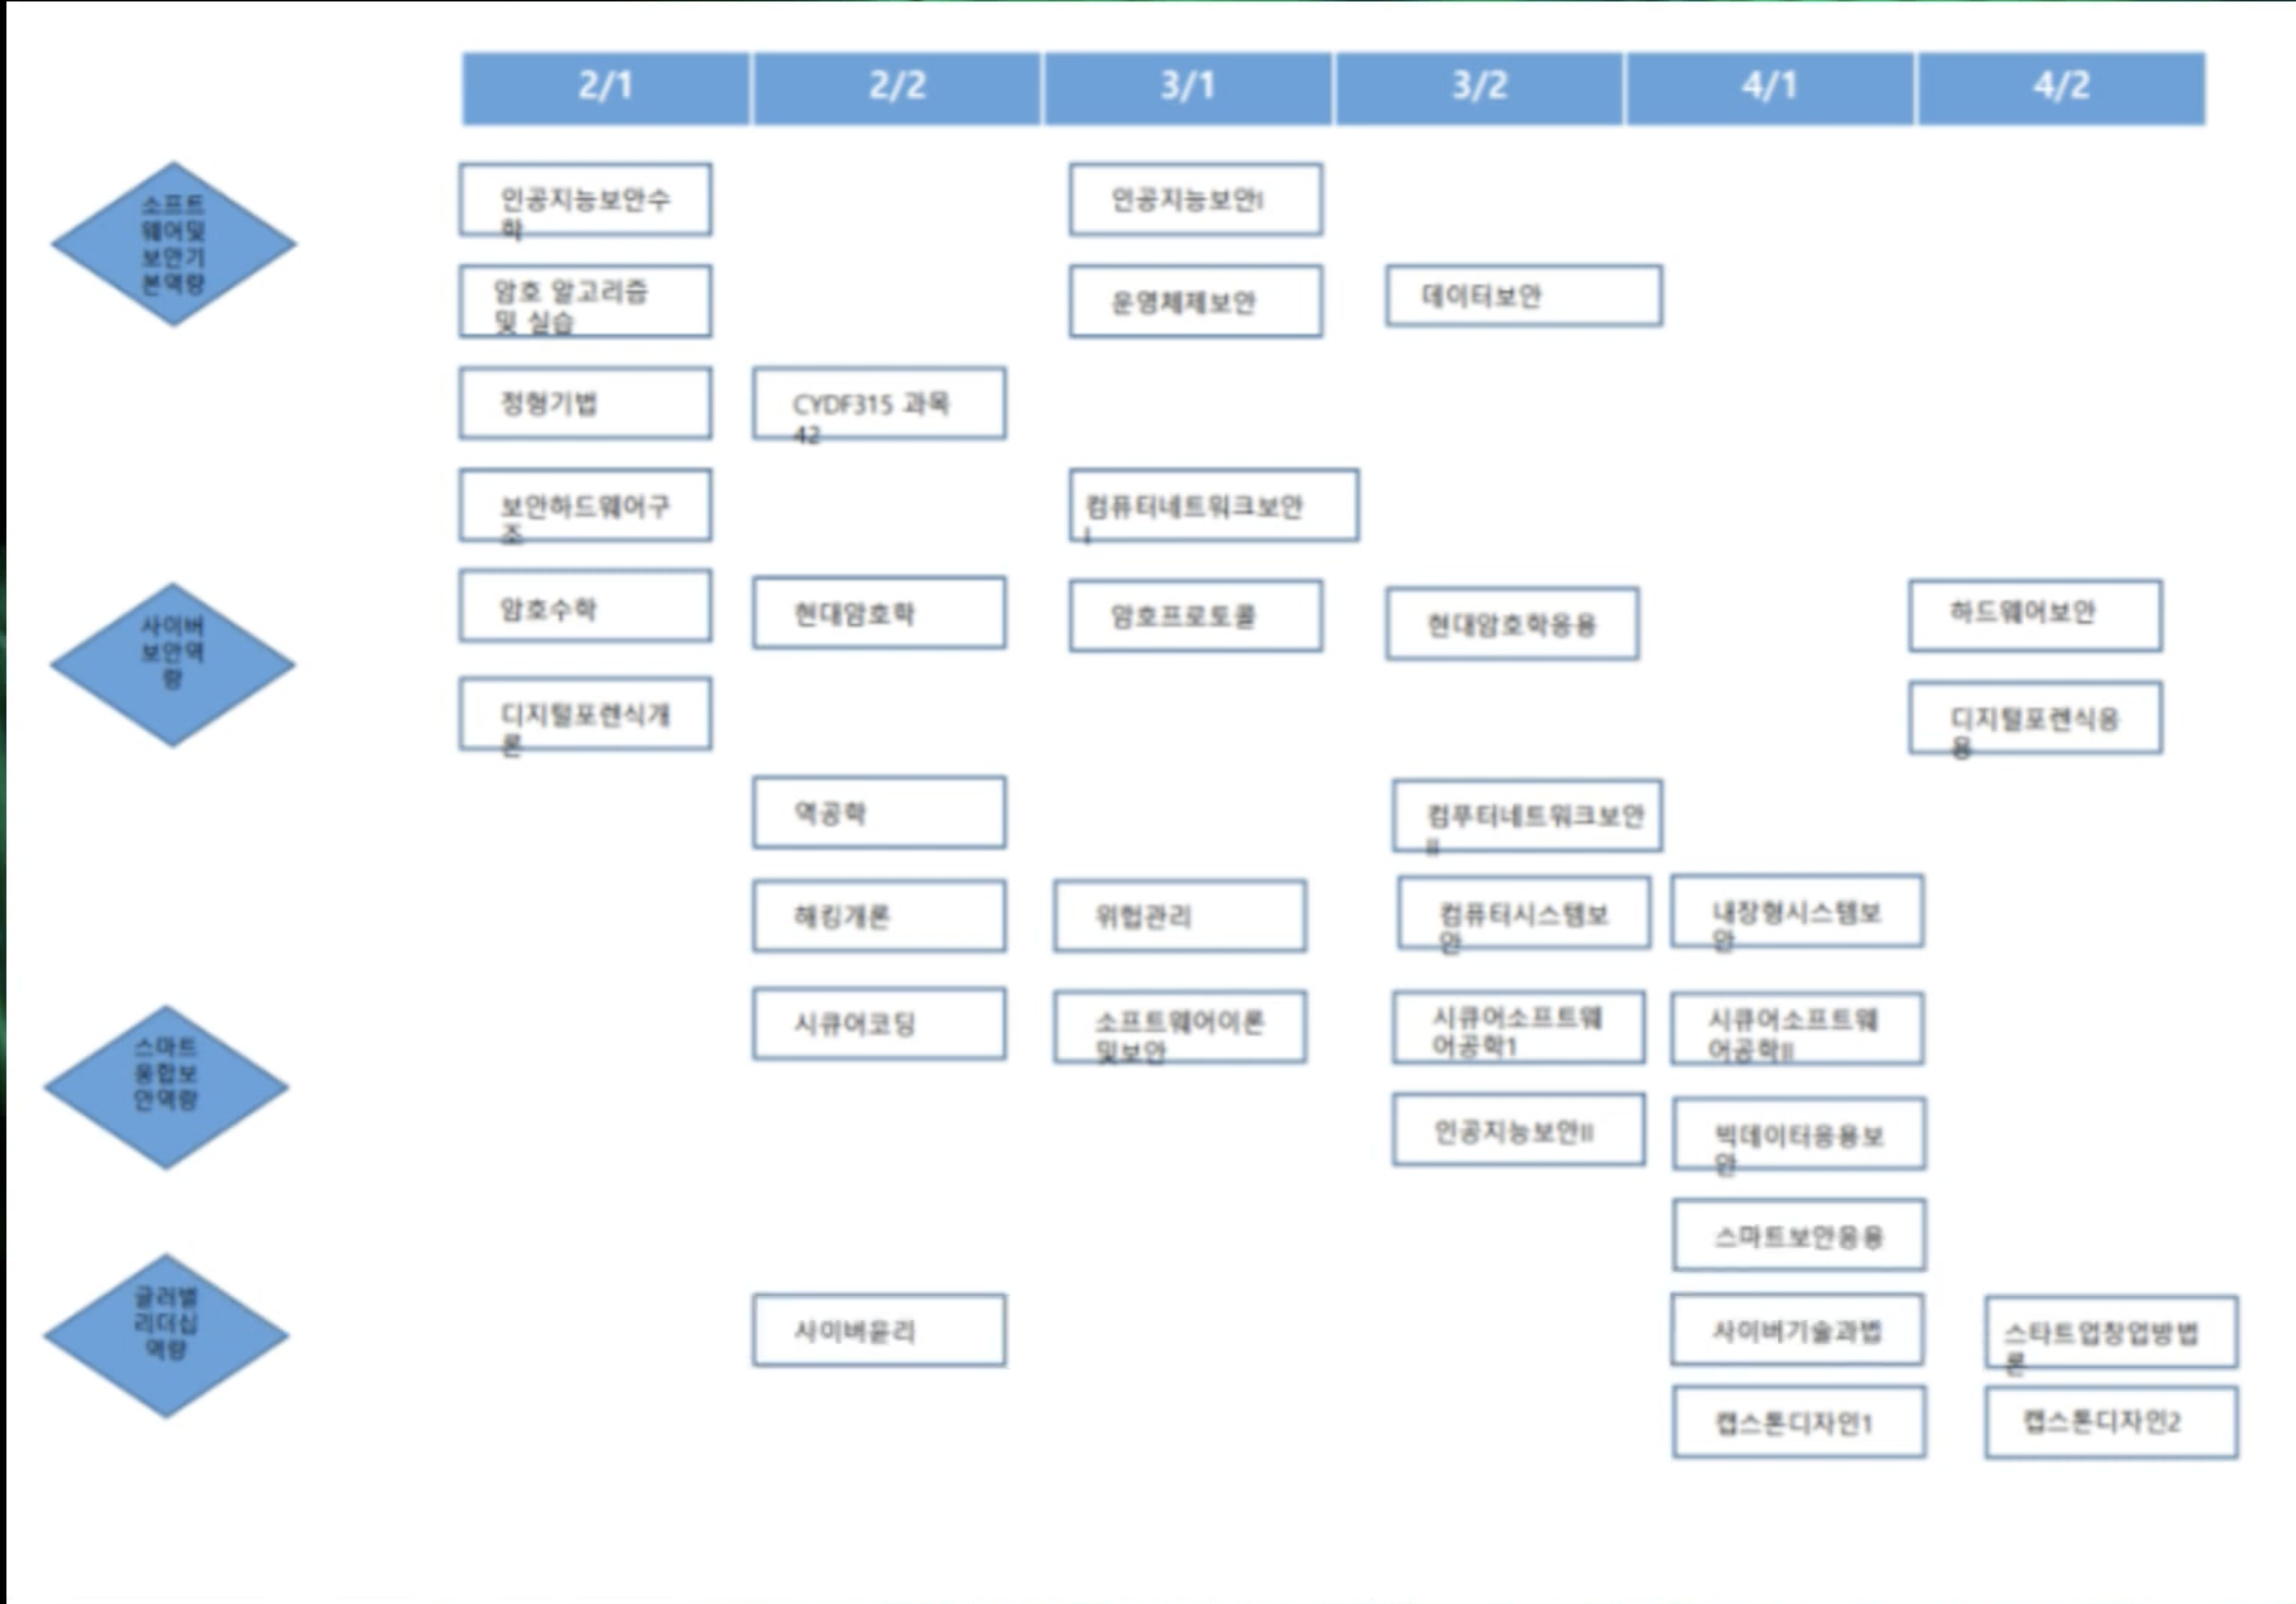 2/1
2/2
3/1
3/2
4/1
4/2
소프트
웨어및
보안기
본역량
인공지능보안수
학
인공지능보안I
암호 알고리즘
및 실습
운영체제보안
데이터보안
정형기법
CYDF315 과목
42
보안하드웨어구
조
컴퓨터네트워크보안
I
사이버
보안역
량
암호수학
현대암호학
암호프로토콜
현대암호학응용
하드웨어보안
디지털포렌식개
론
디지털포렌식응
용
역공학
컴푸터네트워크보안
II
해킹개론
위험관리
컴퓨터시스템보
안
내장형시스템보
안
스마트
융합보
안역량
시큐어코딩
소프트웨어이론
및보안
시큐어소프트웨
어공학1
시큐어소프트웨
어공학II
인공지능보안II
빅데이터응용보
안
스마트보안응용
글러벌
리더십
역량
사이버윤리
사이버기술과법
스타트업창업방법
론
캡스톤디자인1
캡스톤디자인2